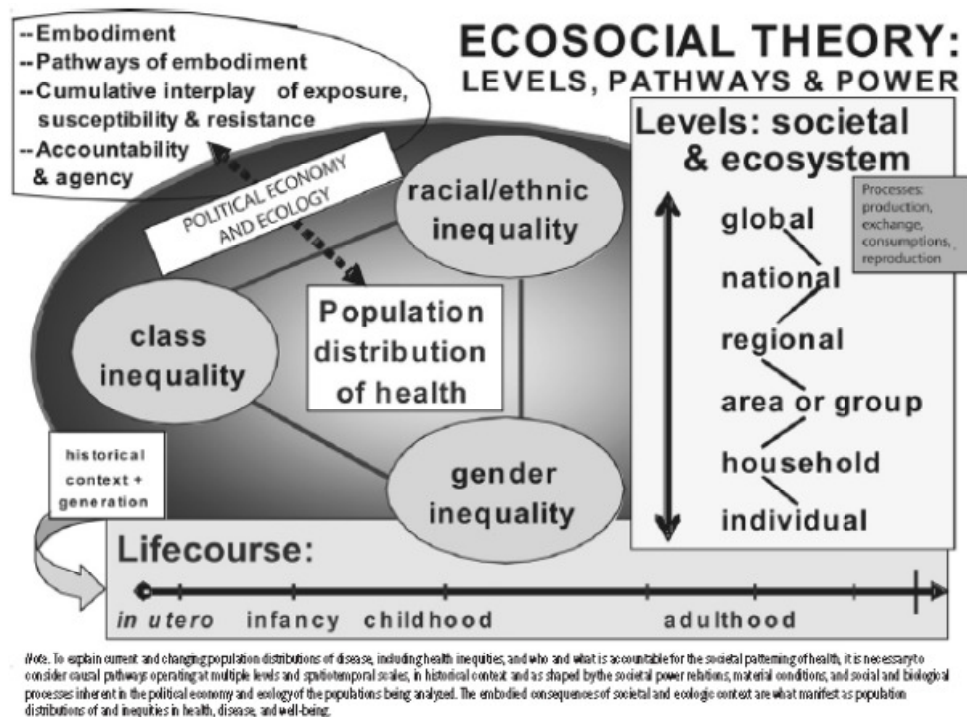 --Embodiment
--Pathways of embodiment
--Cumulative interplay of exposure,
susceptibility & resistance
--Accountability
& agency
ECOSOCIAL THEORY:
LEVELS, PATHWAYS & POWER
POLITICAL ECONOMY
AND ECOLOGY
racial/ethnic
inequality
class
inequality
Population
distribution
of health
gender
inequality
historical
context +
generation
Levels: societal
& ecosystem
Processes:
production,
exchange,
consumptions,
reproduction
global
national
regional
area or group
household
individual
Lifecourse:
in utero infancy childhood adulthood
Note. To explain current and changing population distributions of disease, including health inequities, and who and what is accountable for the societal patterning of health, it is necessary to
consider causal pathways operating at multiple levels and spatiotemporal scales, in historical context and as shaped by the societal power relations, material conditions, and social and biological
processes inherent in the political economy and ecology of the populations being analyzed. The embodied consequences of societal and ecologic context are what manifest as population
distributions of and inequities in health, disease, and well-being.